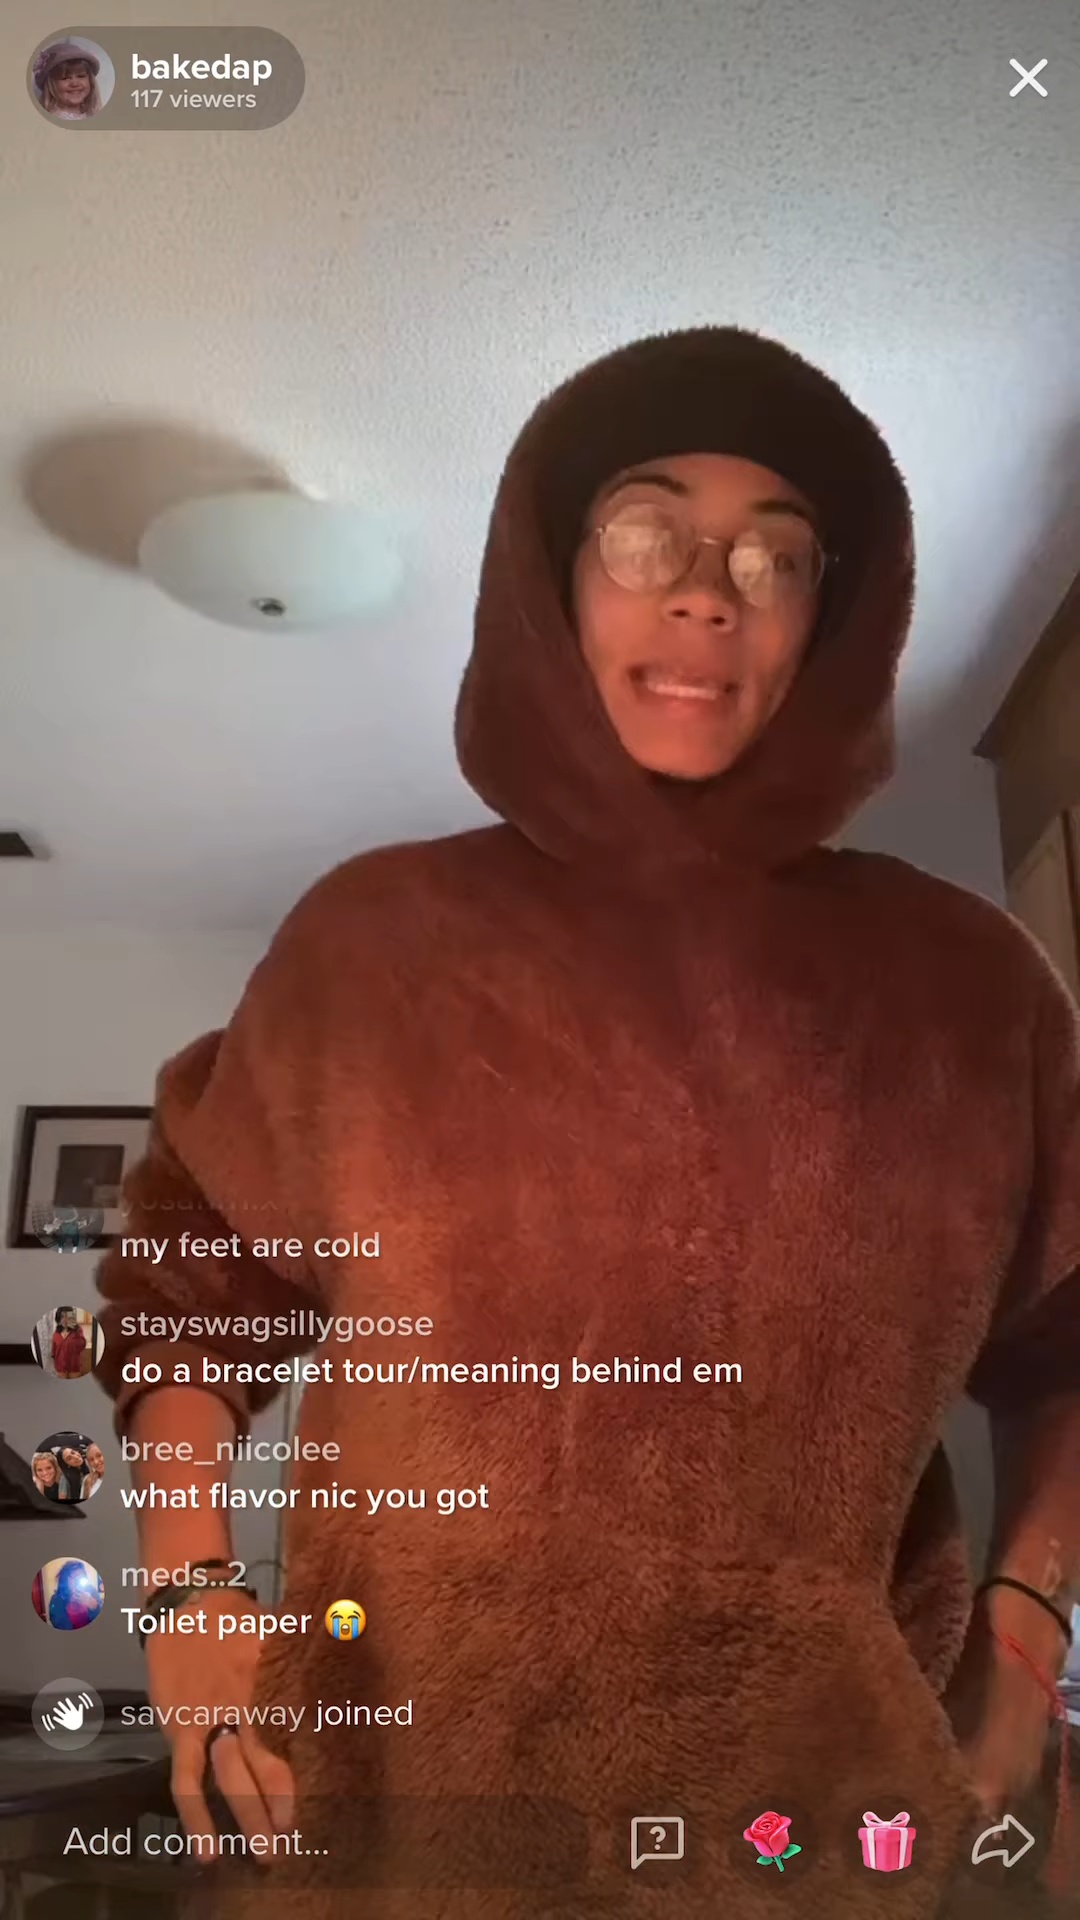 bakedap
117 viewers
my feet are cold
stayswagsillygoose
do a bracelet tour/meaning behind em
bree_niicolee
what flavor nic you got
meds..2
Toilet paper 😭
savcaraway joined
Add comment...